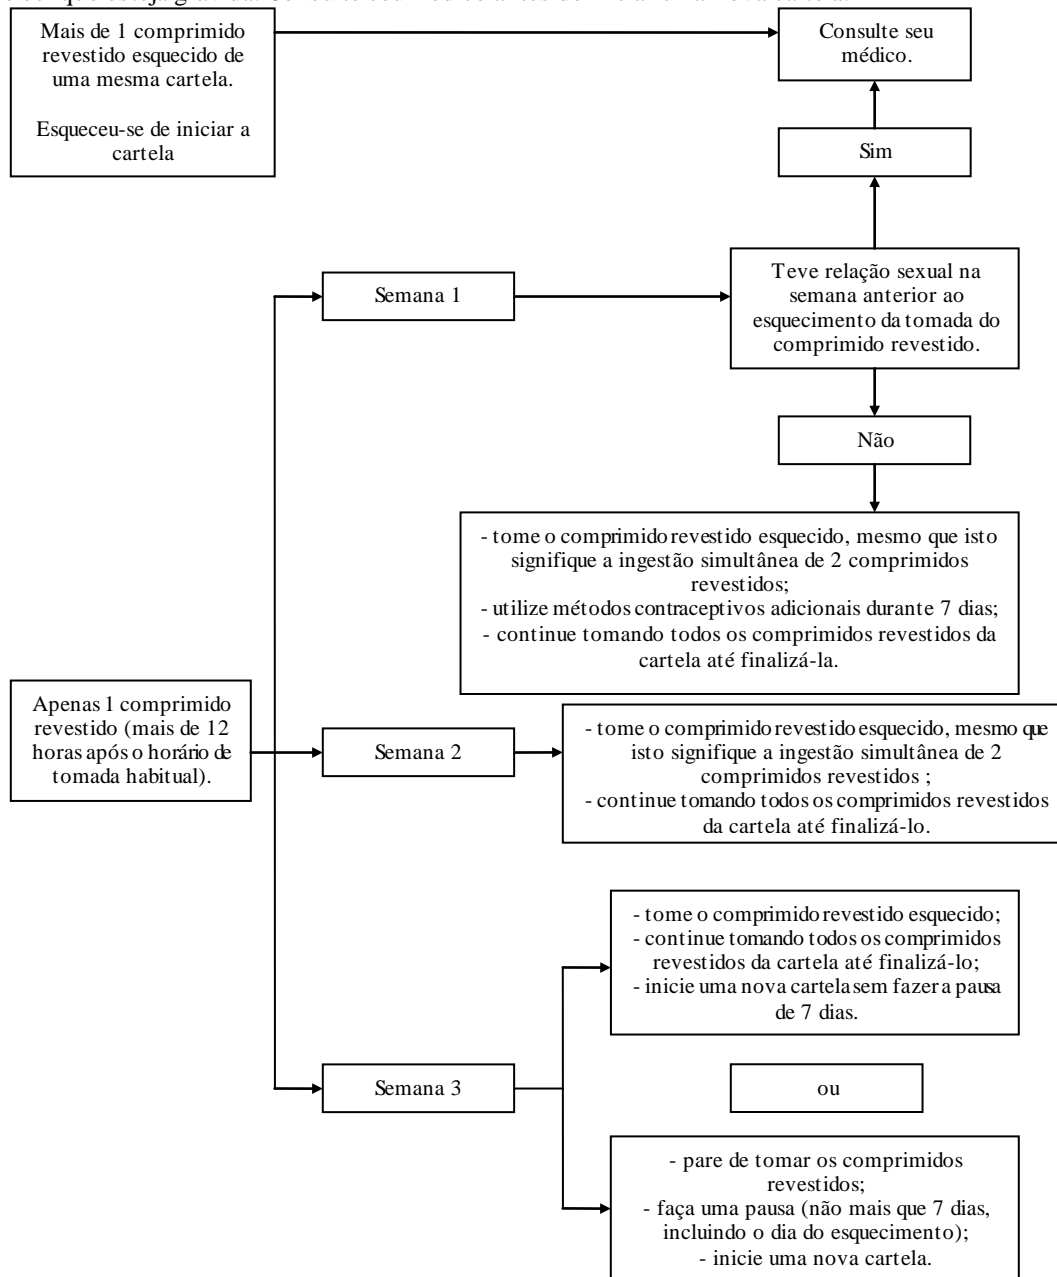 Mais de 1 comprimido
revestido esquecido de
uma mesma cartela.
Esqueceu-se de iniciar a
cartela
Consulte seu
médico.
Sim
Teve relação sexual na
semana anterior ao
esquecimento da tomada do
comprimido revestido.
Semana 1
Não
- tome o comprimido revestido esquecido, mesmo que isto
signifique a ingestão simultânea de 2 comprimidos
revestidos;
- utilize métodos contraceptivos adicionais durante 7 dias;
- continue tomando todos os comprimidos revestidos da
cartela até finalizá-la.
Apenas 1 comprimido
revestido (mais de 12
horas após o horário de
tomada habitual).
Semana 2
- tome o comprimido revestido esquecido, mesmo que
isto signifique a ingestão simultânea de 2
comprimidos revestidos ;
- continue tomando todos os comprimidos revestidos
da cartela até finalizá-lo.
- tome o comprimido revestido esquecido;
- continue tomando todos os comprimidos
revestidos da cartela até finalizá-lo;
- inicie uma nova cartela sem fazer a pausa
de 7 dias.
Semana 3
ou
- pare de tomar os comprimidos
revestidos;
- faça uma pausa (não mais que 7 dias,
incluindo o dia do esquecimento);
- inicie uma nova cartela.